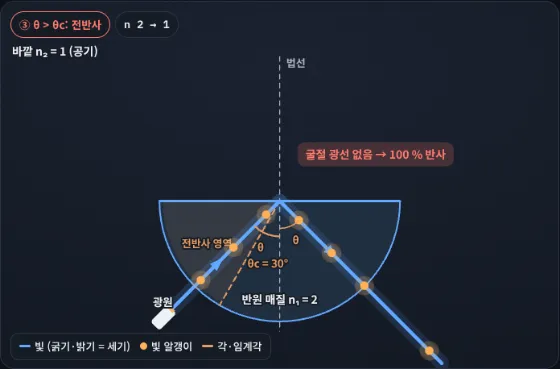 ③ θ > θc: 전반사
n 2 → 1
바깥 n₂ = 1 (공기)
법선
굴절 광선 없음 → 100 % 반사
전반사 영역
θ
θ
θc = 30°
광원
반원 매질 n₁ = 2
빛 (굵기·밝기 = 세기)
빛 알갱이
각·임계각